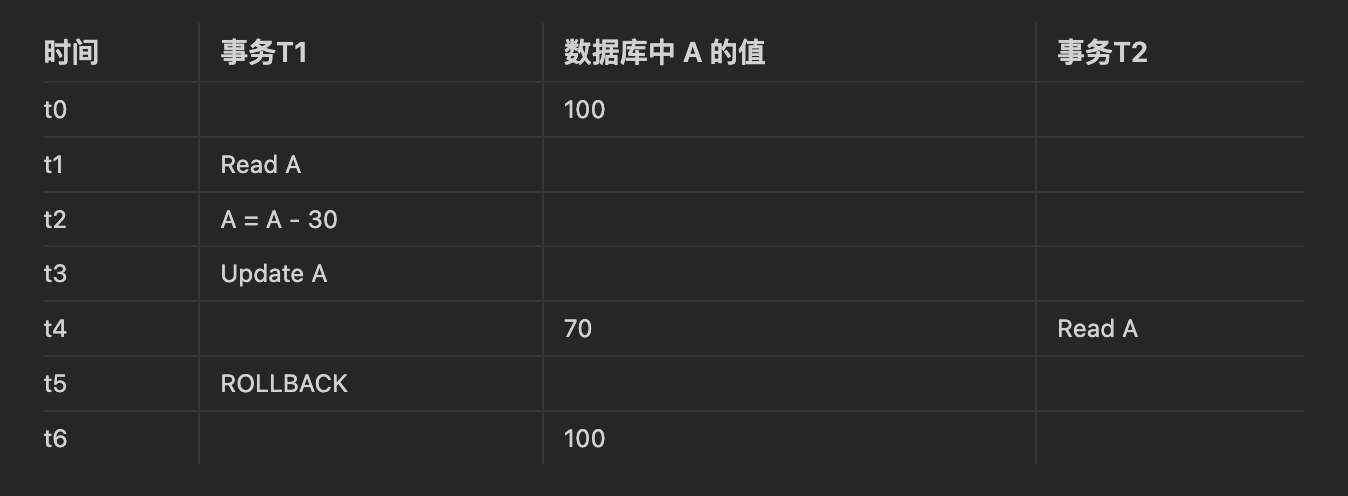 时间 事务T1 数据库中 A 的值 事务T2
t0 100
t1 Read A
t2 A = A - 30
t3 Update A
t4 70 Read A
t5 ROLLBACK
t6 100